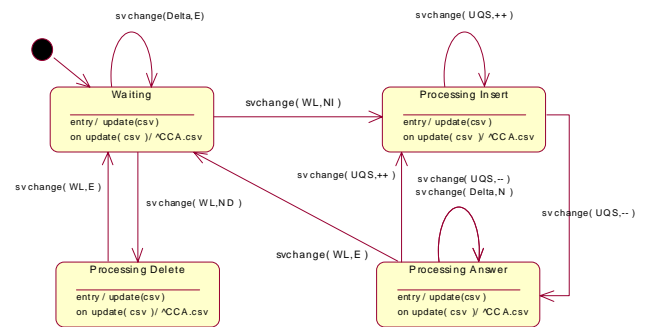 svchange(Delta,E)
svchange( UQS,++)
Waiting
entry/ update(csv)
on update( csv )/ ^CCA.csv
svchange( WL,NI )
Processing Insert
entry/ update(csv)
on update( csv )/ ^CCA.csv
svchange( WL,E )
svchange( WL,ND )
svchange( UQS,++)
svchange( UQS,-- )
svchange( Delta,N )
svchange( UQS,-- )
svchange( WL,E )
Processing Delete
entry/ update(csv)
on update( csv )/ ^CCA.csv
Processing Answer
entry/ update(csv)
on update( csv )/ ^CCA.csv